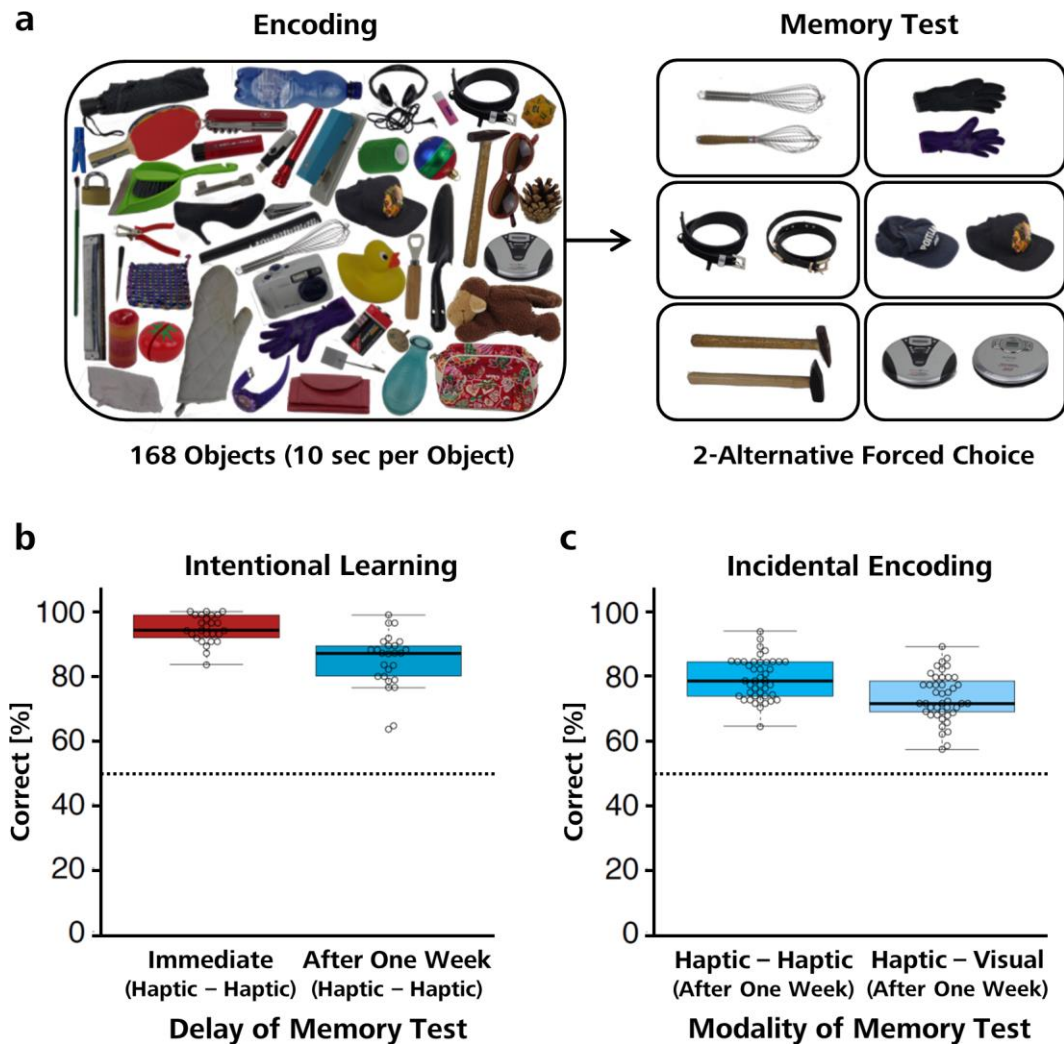 a
Encoding
Memory Test
168 Objects (10 sec per Object)
2-Alternative Forced Choice
b
Intentional Learning
Correct [%]
100
80
60
40
20
0
Immediate
(Haptic – Haptic)
After One Week
(Haptic – Haptic)
Delay of Memory Test
c
Incidental Encoding
Correct [%]
100
80
60
40
20
0
Haptic – Haptic
(After One Week)
Haptic – Visual
(After One Week)
Modality of Memory Test